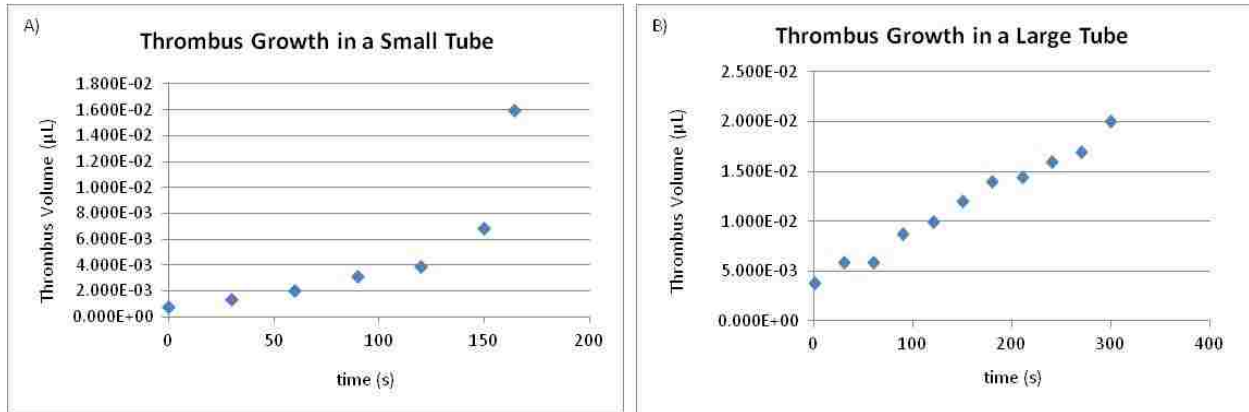 A)
Thrombus Growth in a Small Tube
Thrombus Volume (µL)
1.800E-02
1.600E-02
1.400E-02
1.200E-02
1.000E-02
8.000E-03
6.000E-03
4.000E-03
2.000E-03
0.000E+00
0 50 100 150 200
time (s)
B)
Thrombus Growth in a Large Tube
Thrombus Volume (µL)
2.500E-02
2.000E-02
1.500E-02
1.000E-02
5.000E-03
0.000E+00
0 100 200 300 400
time (s)